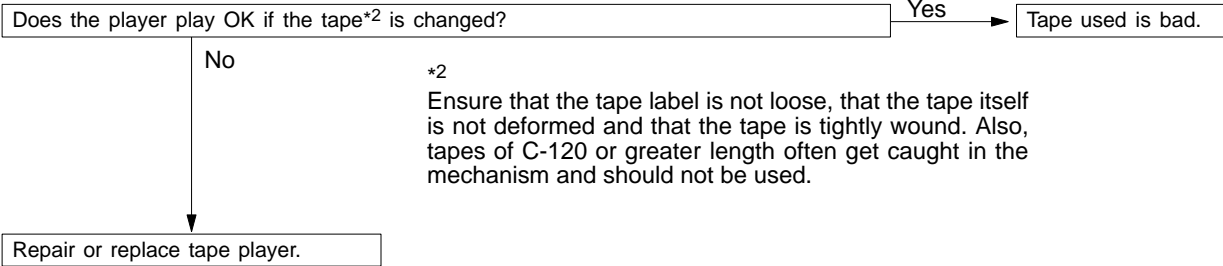 Does the player play OK if the tape*2 is changed?
Yes
Tape used is bad.
No
*2
Ensure that the tape label is not loose, that the tape itself
is not deformed and that the tape is tightly wound. Also,
tapes of C-120 or greater length often get caught in the
mechanism and should not be used.
Repair or replace tape player.